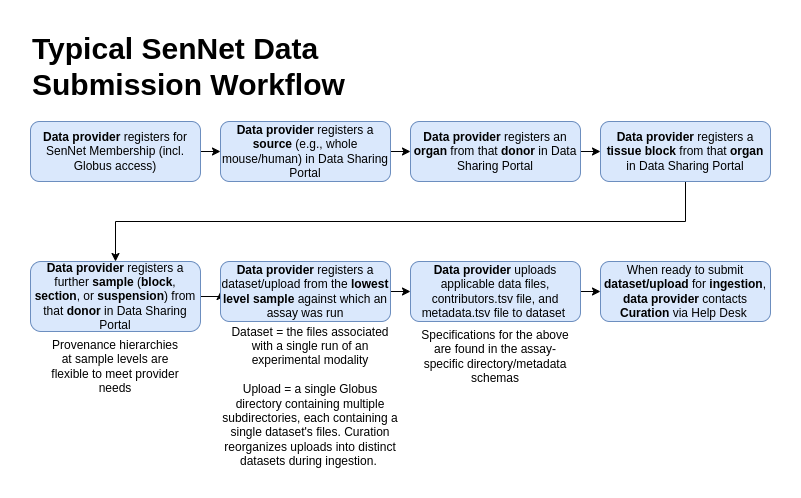 Typical SenNet Data
Submission Workflow
Data provider registers for
SenNet Membership (incl.
Globus access)
Data provider registers a
source (e.g., whole
mouse/human) in Data Sharing
Portal
Data provider registers an
organ from that donor in Data
Sharing Portal
Data provider registers a
tissue block from that organ
in Data Sharing Portal
Data provider registers a
further sample (block,
section, or suspension) from
that donor in Data Sharing
Portal
Provenance hierarchies
at sample levels are
flexible to meet provider
needs
Data provider registers a
dataset/upload from the lowest
level sample against which an
assay was run
Dataset = the files associated
with a single run of an
experimental modality
Upload = a single Globus
directory containing multiple
subdirectories, each containing a
single dataset's files. Curation
reorganizes uploads into distinct
datasets during ingestion.
Data provider uploads
applicable data files,
contributors.tsv file, and
metadata.tsv file to dataset
Specifications for the above
are found in the assay-
specific directory/metadata
schemas
When ready to submit
dataset/upload for ingestion,
data provider contacts
Curation via Help Desk